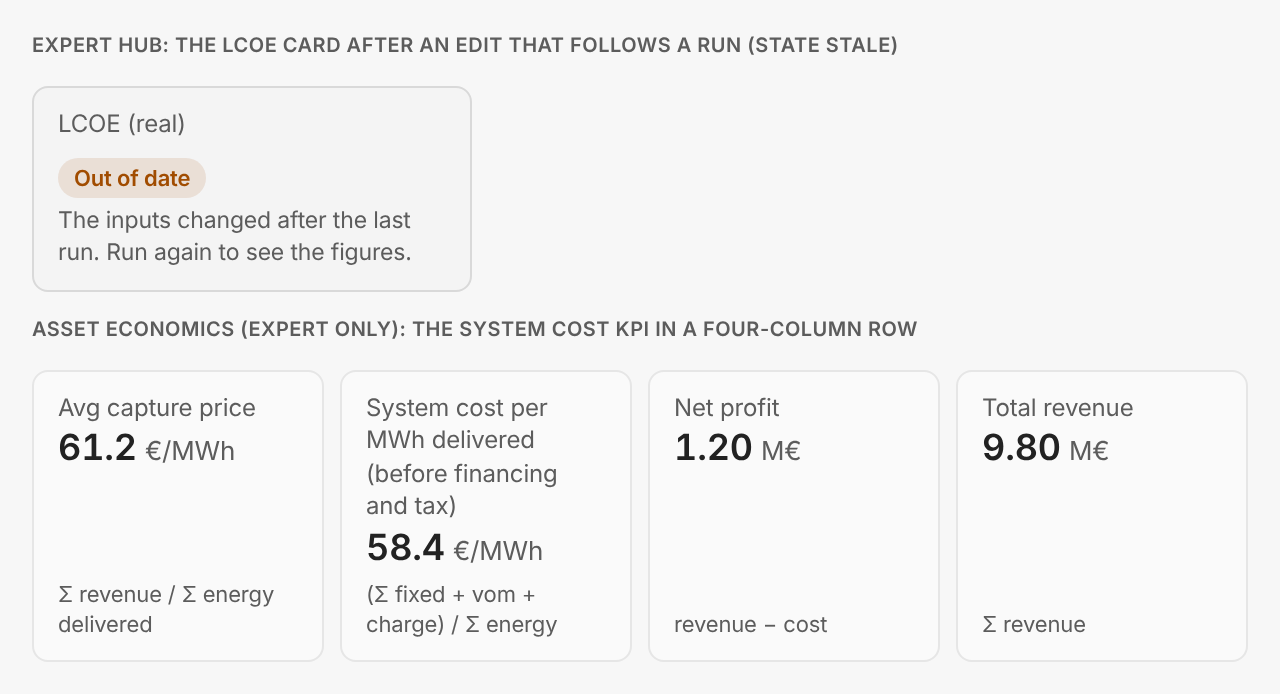 EXPERT HUB: THE LCOE CARD AFTER AN EDIT THAT FOLLOWS A RUN (STATE STALE)
LCOE (real)
Out of date
The inputs changed after the last
run. Run again to see the figures.
ASSET ECONOMICS (EXPERT ONLY): THE SYSTEM COST KPI IN A FOUR-COLUMN ROW
Avg capture price
61.2 €/MWh
Σ revenue / Σ energy
delivered
System cost per
MWh delivered
(before financing
and tax)
58.4 €/MWh
(Σ fixed + vom +
charge) / Σ energy
Net profit
1.20 M€
revenue − cost
Total revenue
9.80 M€
Σ revenue